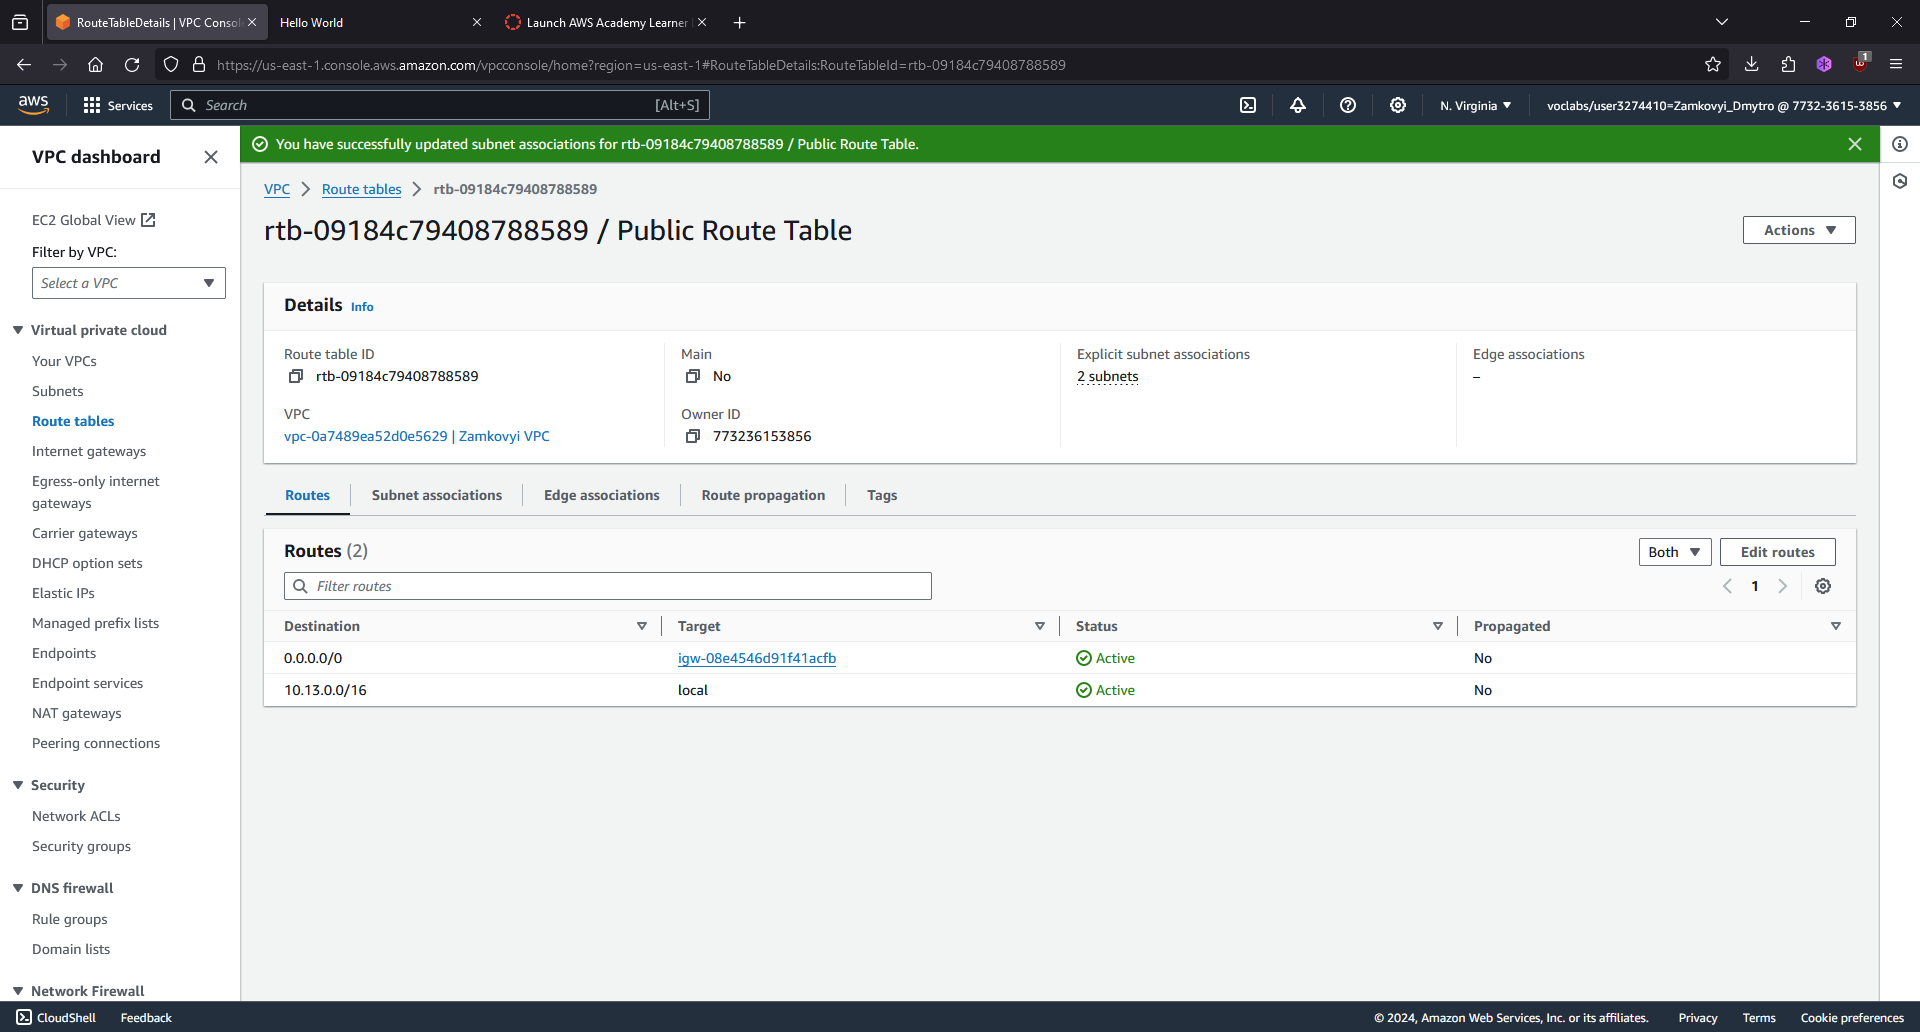 RouteTableDetails | VPC Consol
Hello World
Launch AWS Academy Learner
https://us-east-1.console.aws.amazon.com/vpcconsole/home?region=us-east-1#RouteTableDetails:RouteTableId=rtb-09184c79408788589
1
aws
Services
Search
[Alt+S]
N. Virginia
voclabs/user3274410=Zamkovyi_Dmytro @ 7732-3615-3856
VPC dashboard
You have successfully updated subnet associations for rtb-09184c79408788589 / Public Route Table.
EC2 Global View
Filter by VPC:
Select a VPC
Virtual private cloud
Your VPCs
Subnets
Route tables
Internet gateways
Egress-only internet
gateways
Carrier gateways
DHCP option sets
Elastic IPs
Managed prefix lists
Endpoints
Endpoint services
NAT gateways
Peering connections
Security
Network ACLs
Security groups
DNS firewall
Rule groups
Domain lists
Network Firewall
VPC > Route tables > rtb-09184c79408788589
rtb-09184c79408788589 / Public Route Table
Actions
Details Info
Route table ID
rtb-09184c79408788589
Main
No
Explicit subnet associations
2 subnets
Edge associations
–
VPC
vpc-0a7489ea52d0e5629 | Zamkovyi VPC
Owner ID
773236153856
Routes Subnet associations Edge associations Route propagation Tags
Routes (2)
Both
Edit routes
Filter routes
1
Destination Target Status Propagated
0.0.0.0/0 igw-08e4546d91f41acfb Active No
10.13.0.0/16 local Active No
CloudShell Feedback
© 2024, Amazon Web Services, Inc. or its affiliates. Privacy Terms Cookie preferences